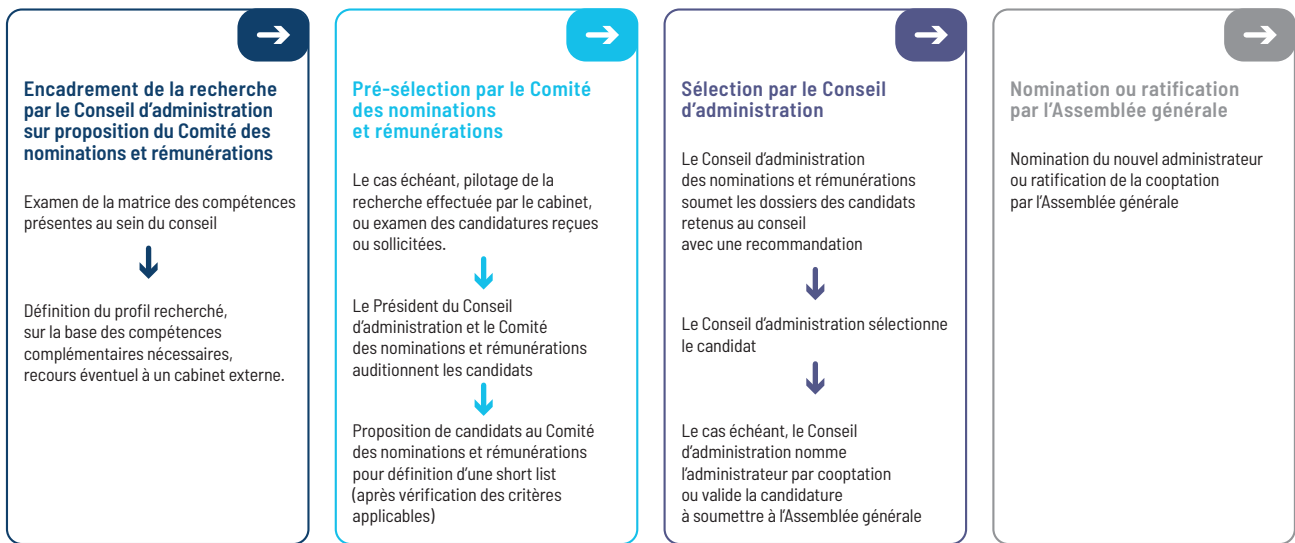 Encadrement de la recherche
par le Conseil d'administration
sur proposition du Comité des
nominations et rémunérations
Examen de la matrice des compétences
présentes au sein du conseil
Définition du profil recherché,
sur la base des compétences
complémentaires nécessaires,
recours éventuel à un cabinet externe.
Pré-sélection par le Comité
des nominations
et rémunérations
Le cas échéant, pilotage de la
recherche effectuée par le cabinet,
ou examen des candidatures reçues
ou sollicitées.
Le Président du Conseil
d'administration et le Comité
des nominations et rémunérations
auditionnent les candidats
Proposition de candidats au Comité
des nominations et rémunérations
pour définition d'une short list
(après vérification des critères
applicables)
Sélection par le Conseil
d'administration
Le Conseil d'administration
des nominations et rémunérations
soumet les dossiers des candidats
retenus au conseil
avec une recommandation
Le Conseil d'administration sélectionne
le candidat
Le cas échéant, le Conseil
d'administration nomme
l'administrateur par cooptation
ou valide la candidature
à soumettre à l'Assemblée générale
Nomination ou ratification
par l'Assemblée générale
Nomination du nouvel administrateur
ou ratification de la cooptation
par l'Assemblée générale